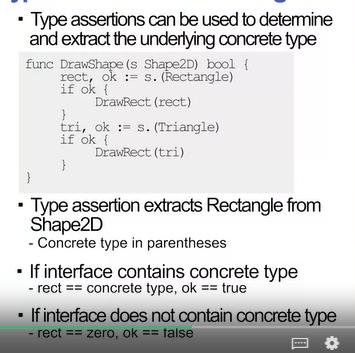 ▪ Type assertions can be used to determine
and extract the underlying concrete type
func DrawShape(s Shape2D) bool {
rect, ok := s.(Rectangle)
if ok {
DrawRect(rect)
}
tri, ok := s.(Triangle)
if ok {
DrawRect(tri)
}
}
▪ Type assertion extracts Rectangle from
Shape2D
- Concrete type in parentheses
▪ If interface contains concrete type
- rect == concrete type, ok == true
▪ If interface does not contain concrete type
- rect == zero, ok == false